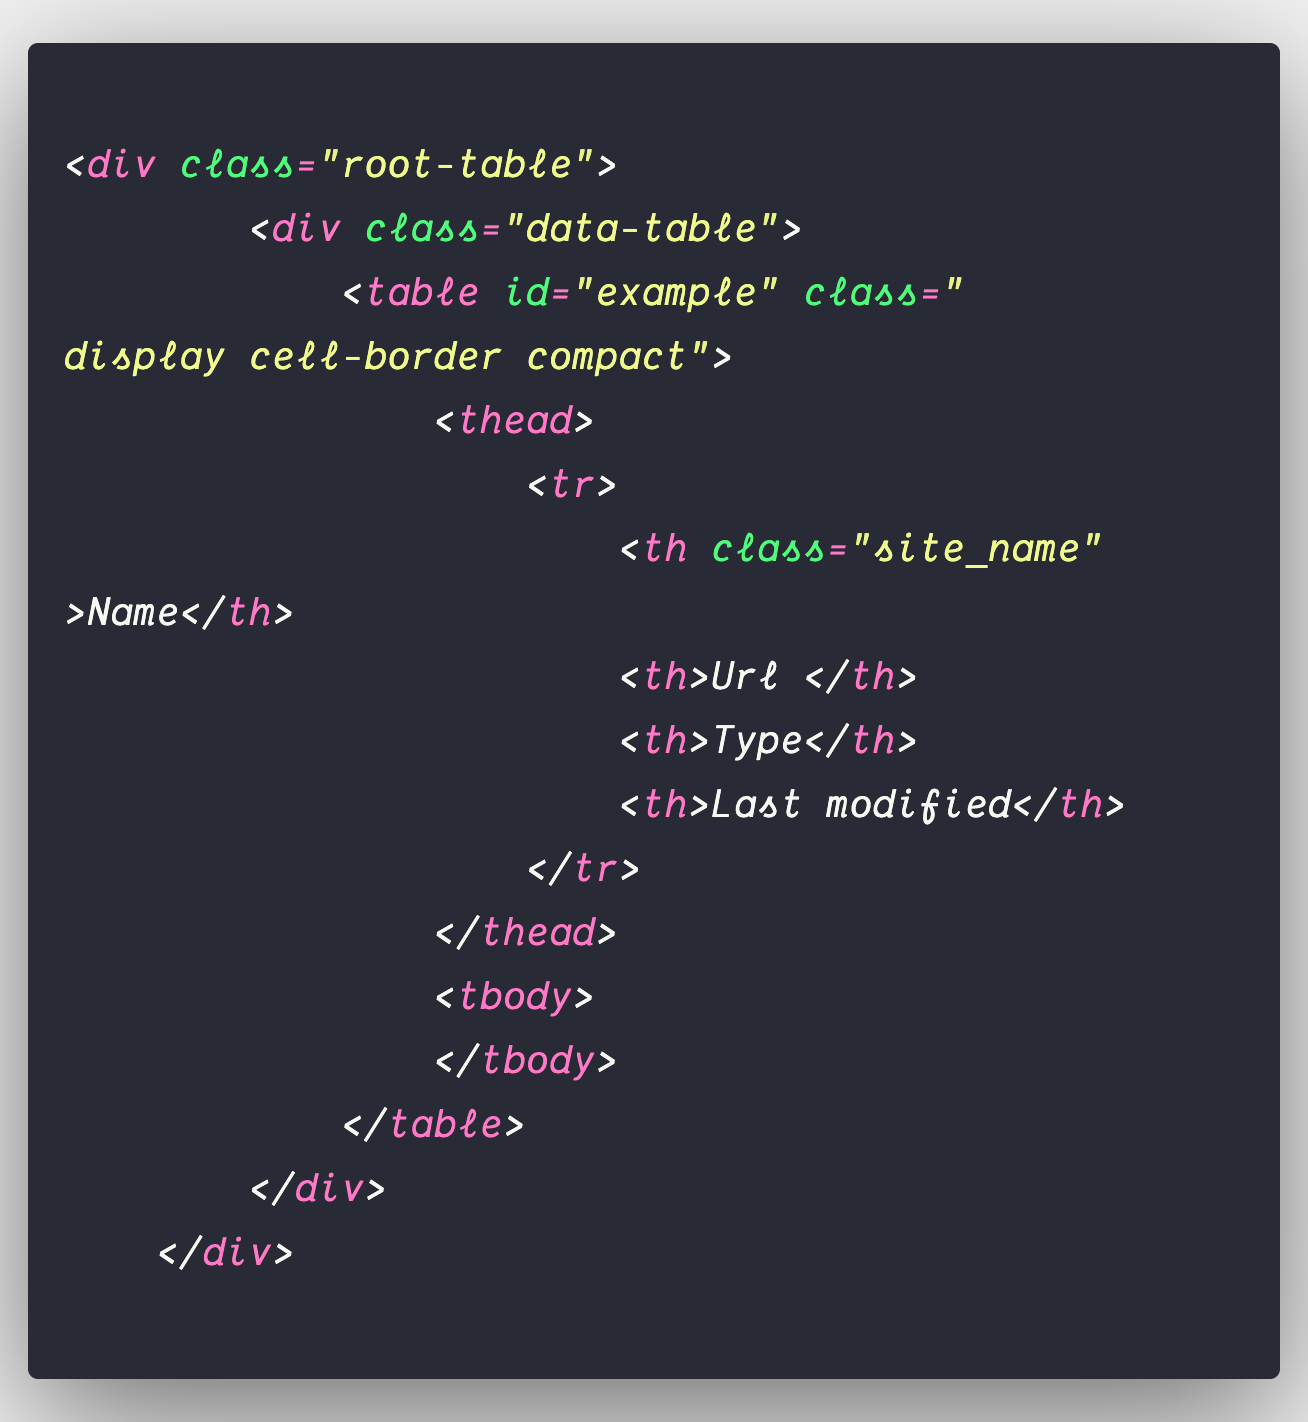 <div class="root-table">
        <div class="data-table">
            <table id="example" class="
display cell-border compact">
                <thead>
                    <tr>
                        <th class="site_name"
>Name</th>
                        <th>Url </th>
                        <th>Type</th>
                        <th>Last modified</th>
                    </tr>
                </thead>
                <tbody>
                </tbody>
            </table>
        </div>
    </div>